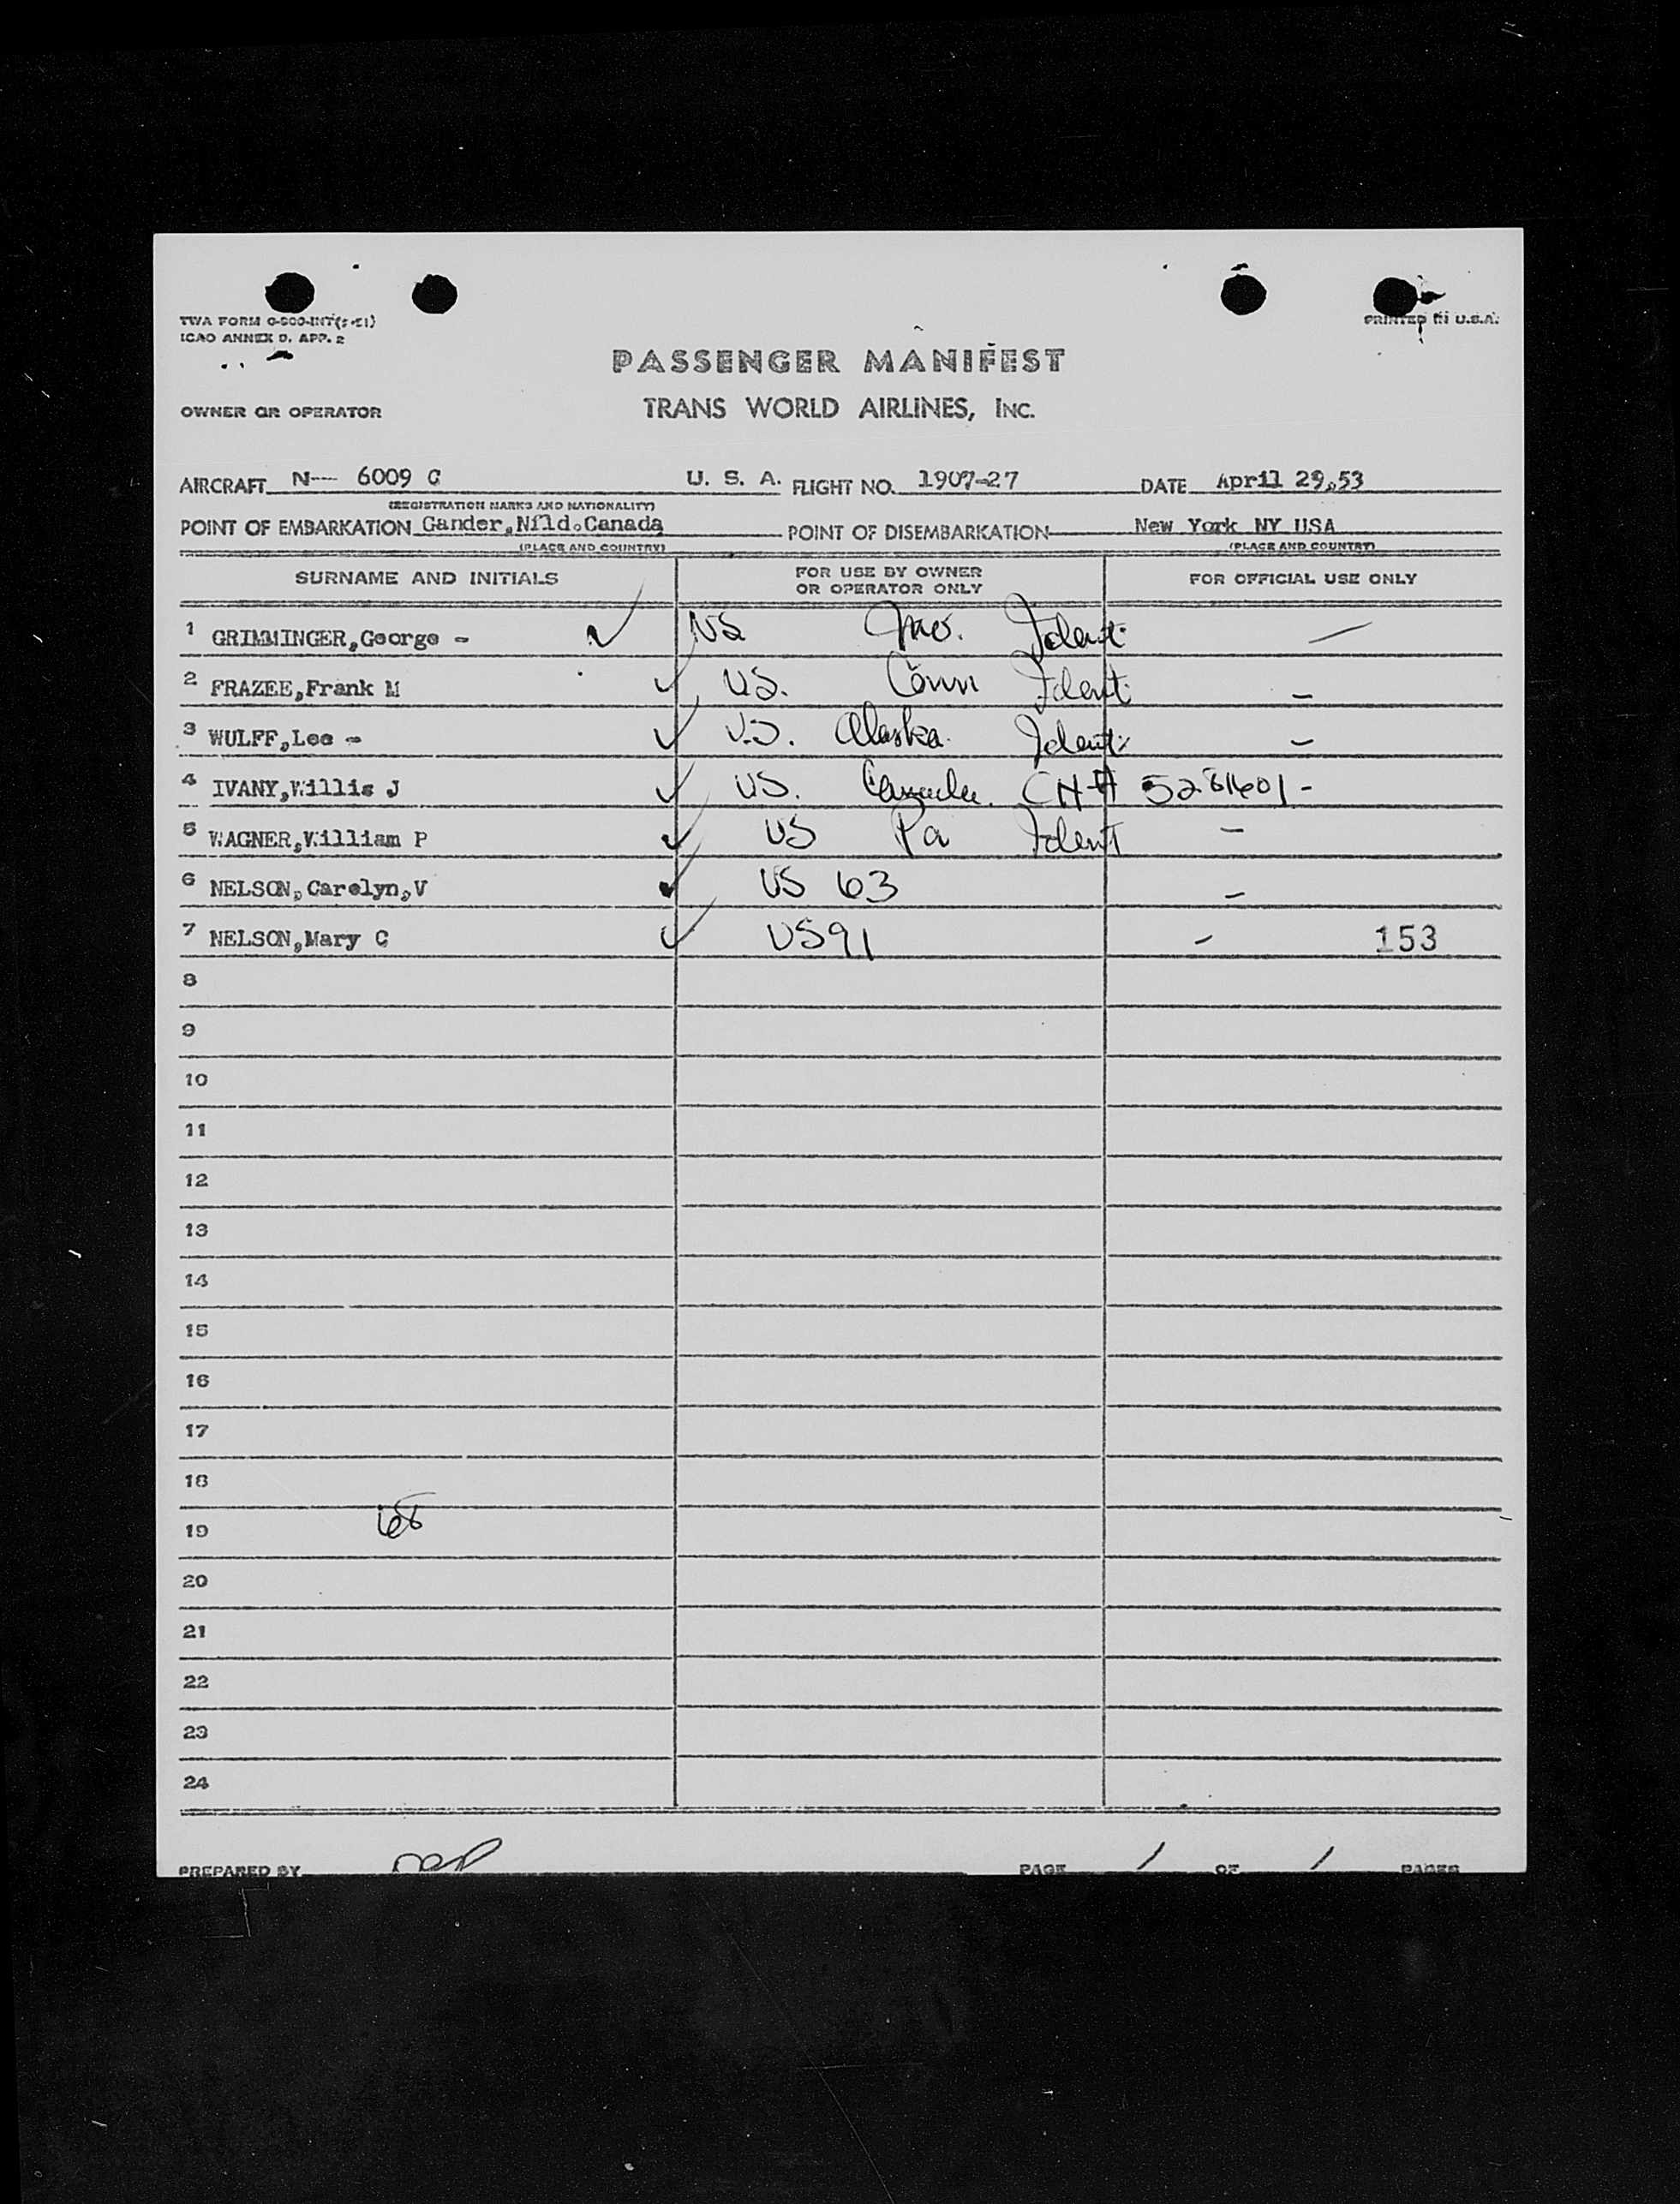 TWA FORM
ICAO ANNEX 9, APP. 2
PRINTED IN U.S.A.
PASSENGER MANIFEST
OWNER OR OPERATOR TRANS WORLD AIRLINES, INC.
AIRCRAFT N-- 6009 C U. S. A. FLIGHT NO. 1907-27 DATE April 29,53
(REGISTRATION MARKS AND NATIONALITY)
POINT OF EMBARKATION Gander,Nfld.Canada POINT OF DISEMBARKATION New York NY USA
(PLACE AND COUNTRY) (PLACE AND COUNTRY)
SURNAME AND INITIALS FOR USE BY OWNER OR OPERATOR ONLY FOR OFFICIAL USE ONLY
1 GRIMMINGER,George - ✓ US Mo. Ident. -
2 FRAZEE,Frank M ✓ US. Conn Ident. -
3 WULFF,Lee - ✓ U.S. Alaska. Ident. -
4 IVANY,Willis J ✓ US. Canada. CN# 5281601 -
5 WAGNER,William P ✓ US Pa Ident -
6 NELSON,Carolyn,V ✓ US 63 -
7 NELSON,Mary C ✓ US91 - 153
8
9
10
11
12
13
14
15
16
17
18
19
20
21
22
23
24
PREPARED BY PAGE 1 OF 1 PAGES